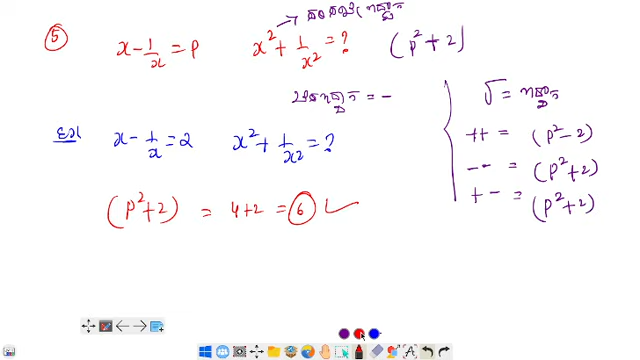 ⑤ x - 1/x = p x² + 1/x² = ? (p² + 2)
√ =
Ex1 x - 1/x = 2 x² + 1/x² = ?
++ = (p² - 2)
-- = (p² + 2)
+- = (p² + 2)
(p² + 2) = 4 + 2 = 6 ✓